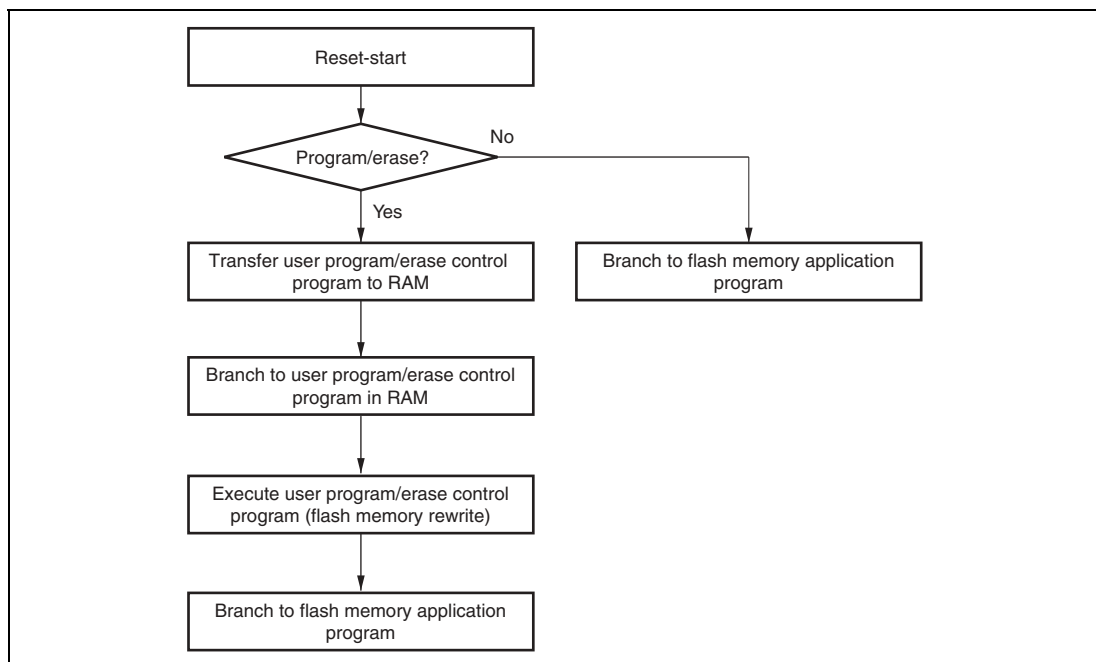 Reset-start
No
Program/erase?
Yes
Transfer user program/erase control
program to RAM
Branch to flash memory application
program
Branch to user program/erase control
program in RAM
Execute user program/erase control
program (flash memory rewrite)
Branch to flash memory application
program